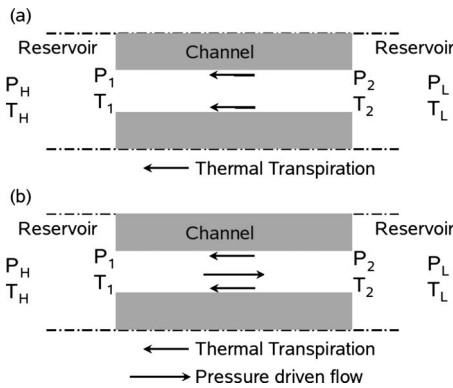 (a)
Reservoir Channel Reservoir
P_H P_1 P_2 P_L
T_H T_1 T_2 T_L
Thermal Transpiration
(b)
Reservoir Channel Reservoir
P_H P_1 P_2 P_L
T_H T_1 T_2 T_L
Thermal Transpiration
Pressure driven flow